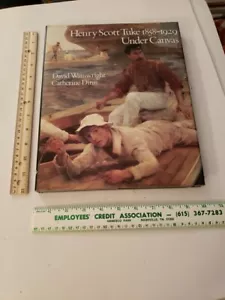 Henry Scott Tuke 1858-1929
Under Canvas
David Wainwright
Catherine Dinn
EMPLOYEES' CREDIT ASSOCIATION — (615) 367-7283